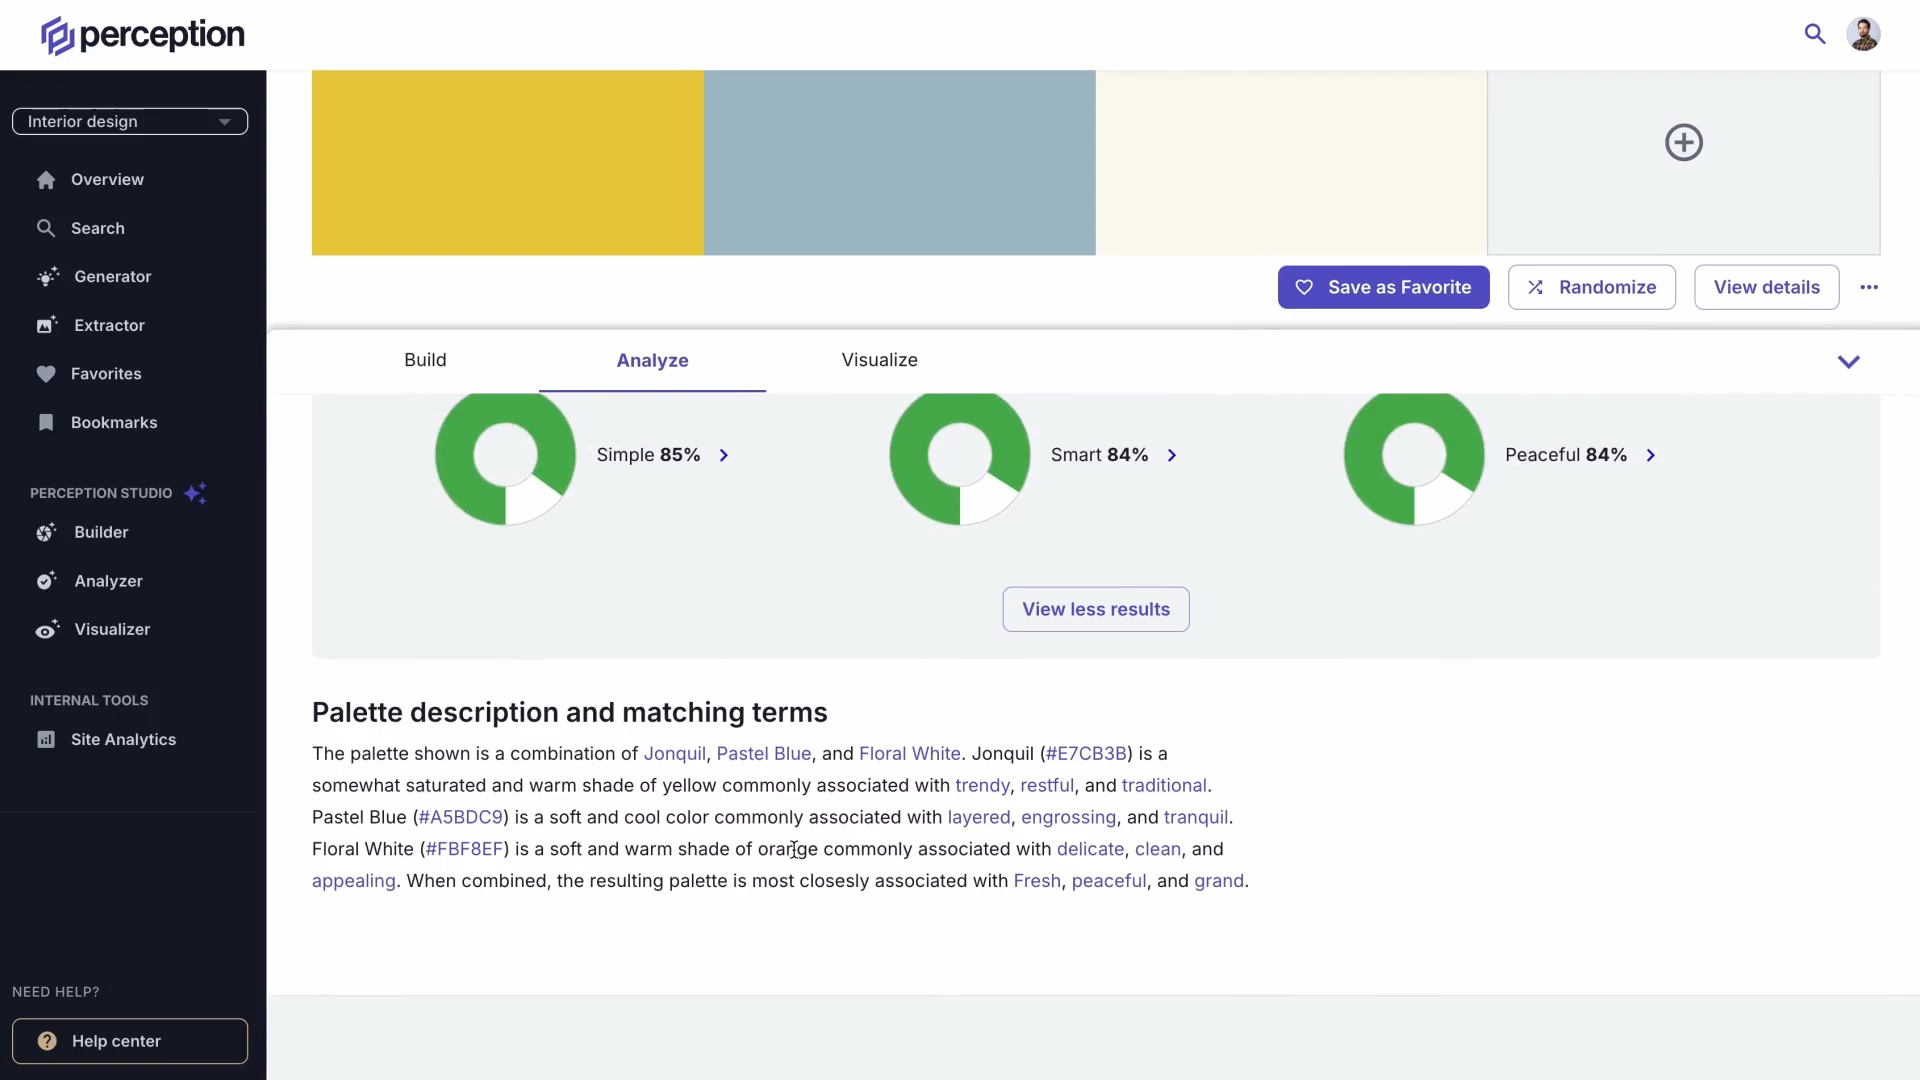 perception
Interior design
Overview
Search
Generator
Extractor
Favorites
Bookmarks
PERCEPTION STUDIO
Builder
Analyzer
Visualizer
INTERNAL TOOLS
Site Analytics
NEED HELP?
Help center
Save as Favorite
Randomize
View details
Build
Analyze
Visualize
Simple 85%
Smart 84%
Peaceful 84%
View less results
Palette description and matching terms
The palette shown is a combination of Jonquil, Pastel Blue, and Floral White. Jonquil (#E7CB3B) is a
somewhat saturated and warm shade of yellow commonly associated with trendy, restful, and traditional.
Pastel Blue (#A5BDC9) is a soft and cool color commonly associated with layered, engrossing, and tranquil.
Floral White (#FBF8EF) is a soft and warm shade of orange commonly associated with delicate, clean, and
appealing. When combined, the resulting palette is most closesly associated with Fresh, peaceful, and grand.